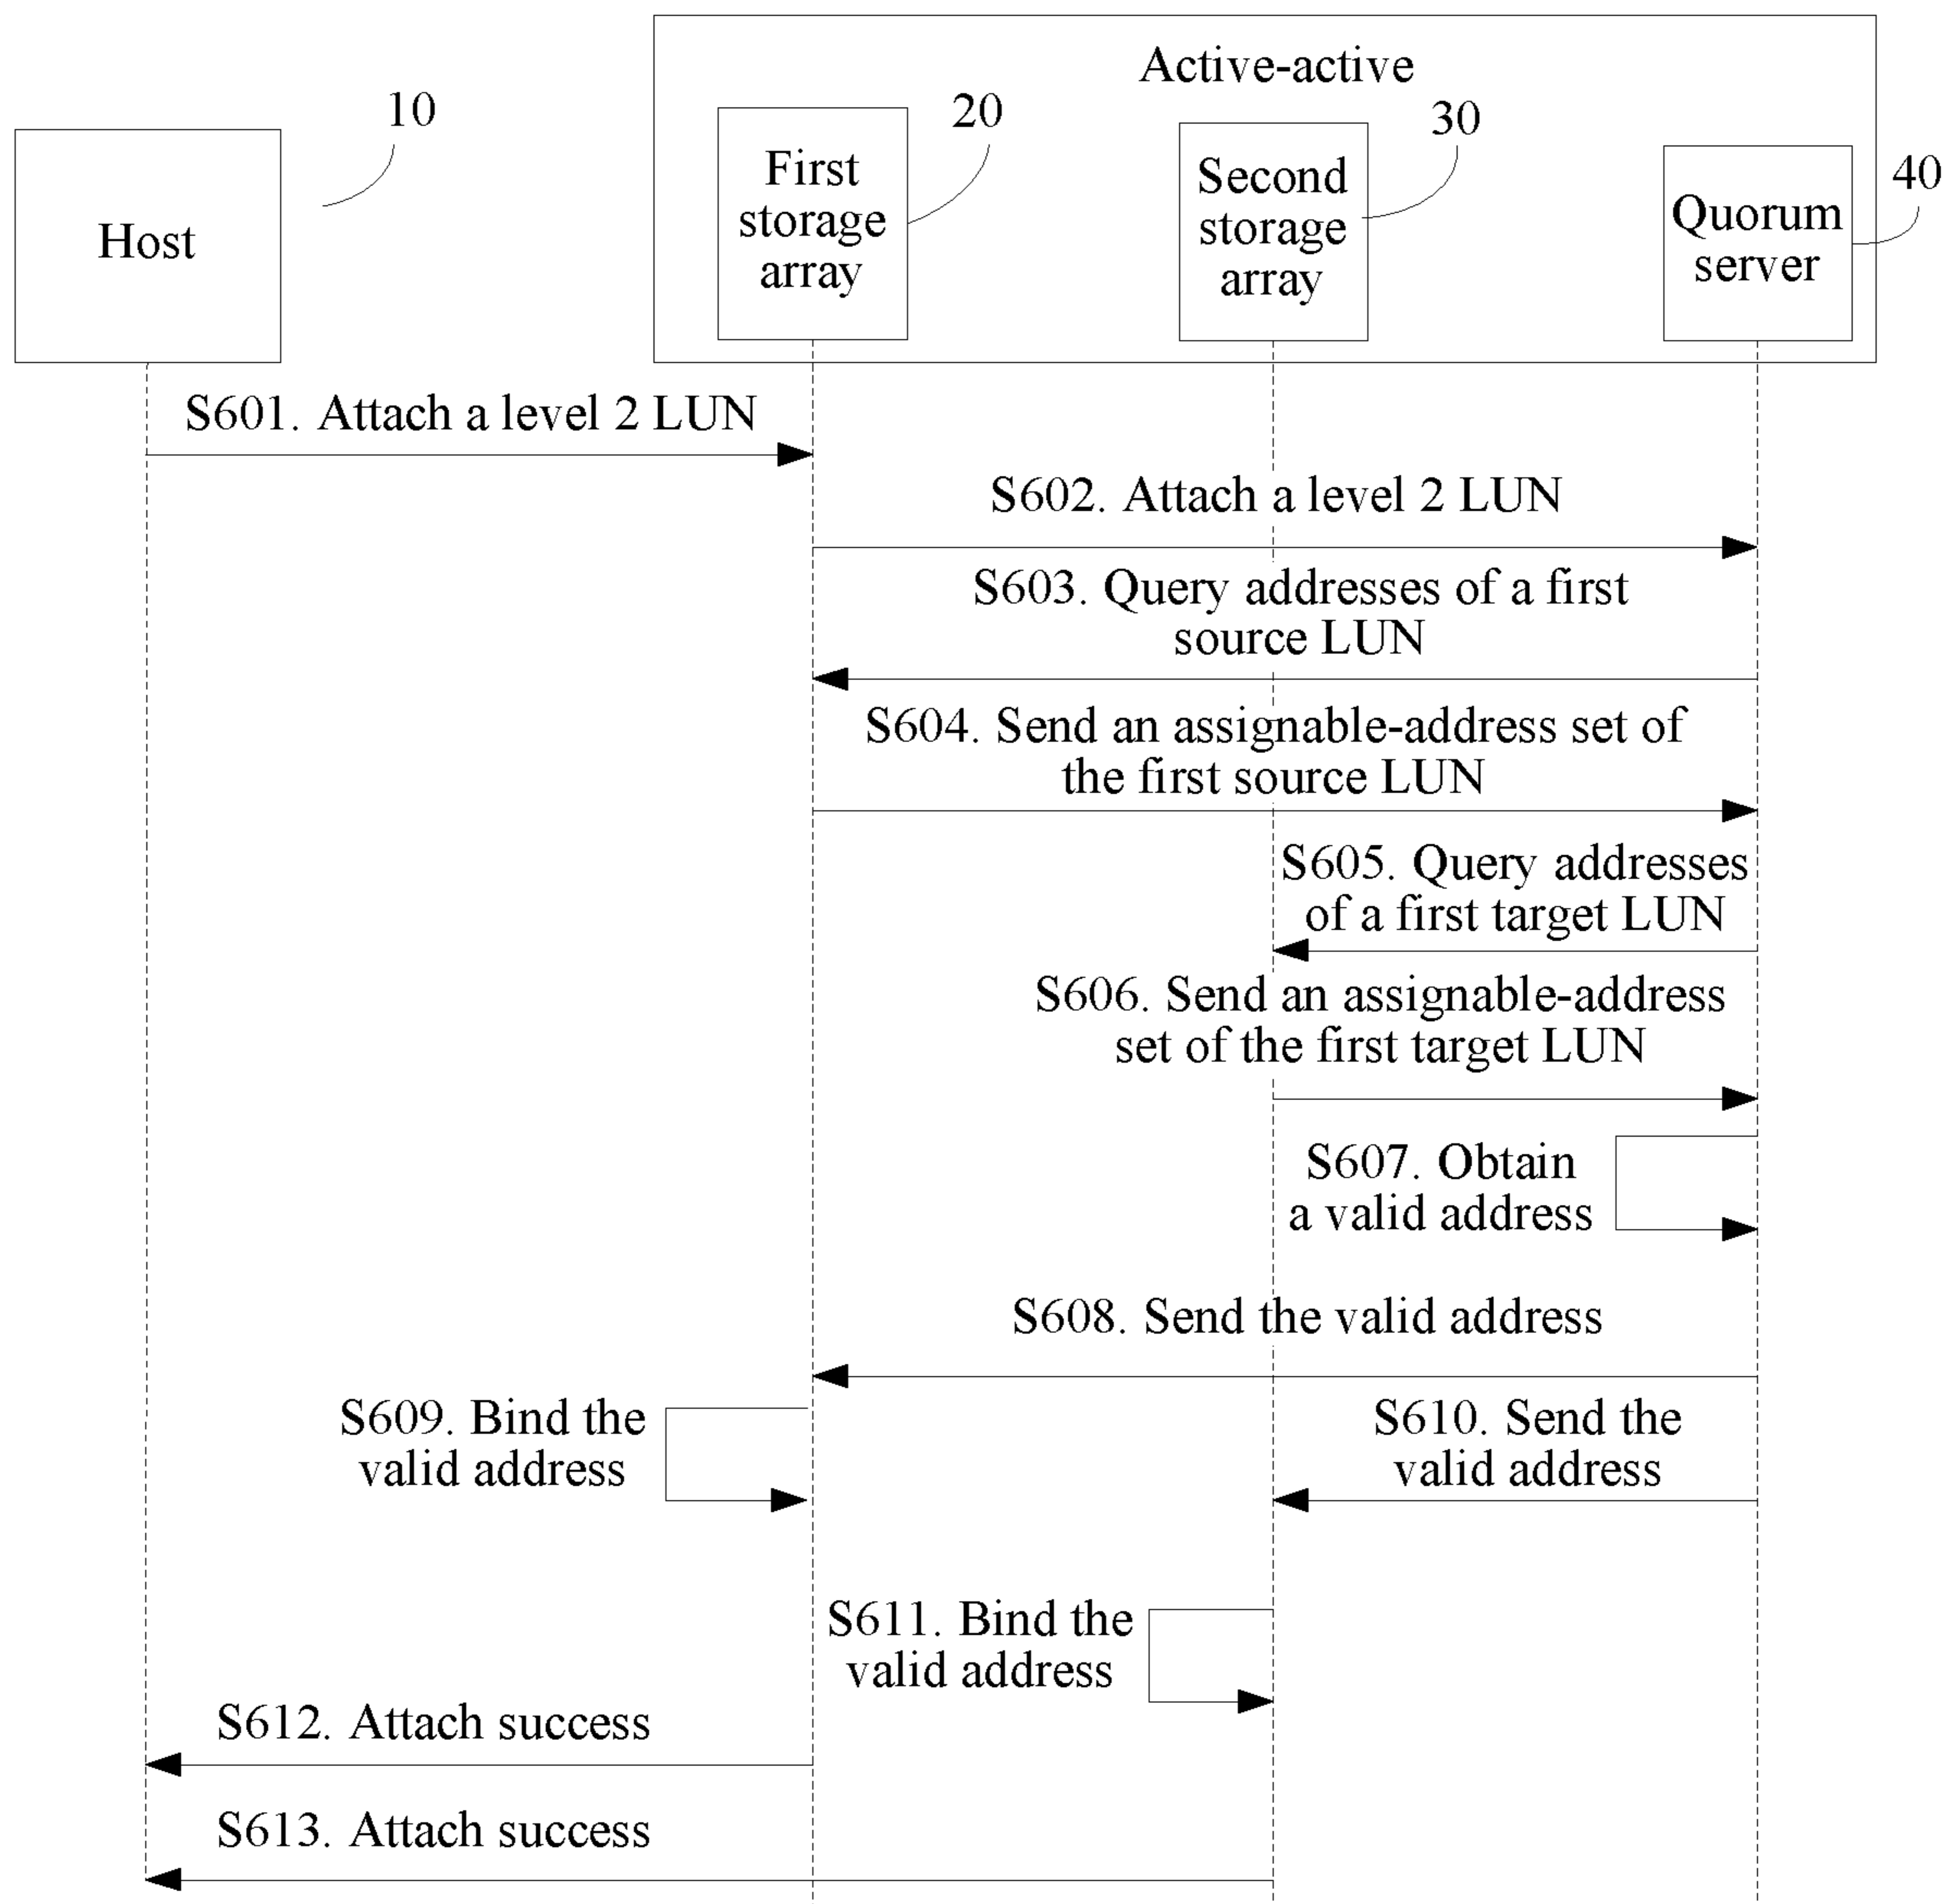 Active-active
10
20
30
40
Host
First
storage
array
Second
storage
array
Quorum
server
S601. Attach a level 2 LUN
S602. Attach a level 2 LUN
S603. Query addresses of a first
source LUN
S604. Send an assignable-address set of
the first source LUN
S605. Query addresses
of a first target LUN
S606. Send an assignable-address
set of the first target LUN
S607. Obtain
a valid address
S608. Send the valid address
S609. Bind the
valid address
S610. Send the
valid address
S611. Bind the
valid address
S612. Attach success
S613. Attach success